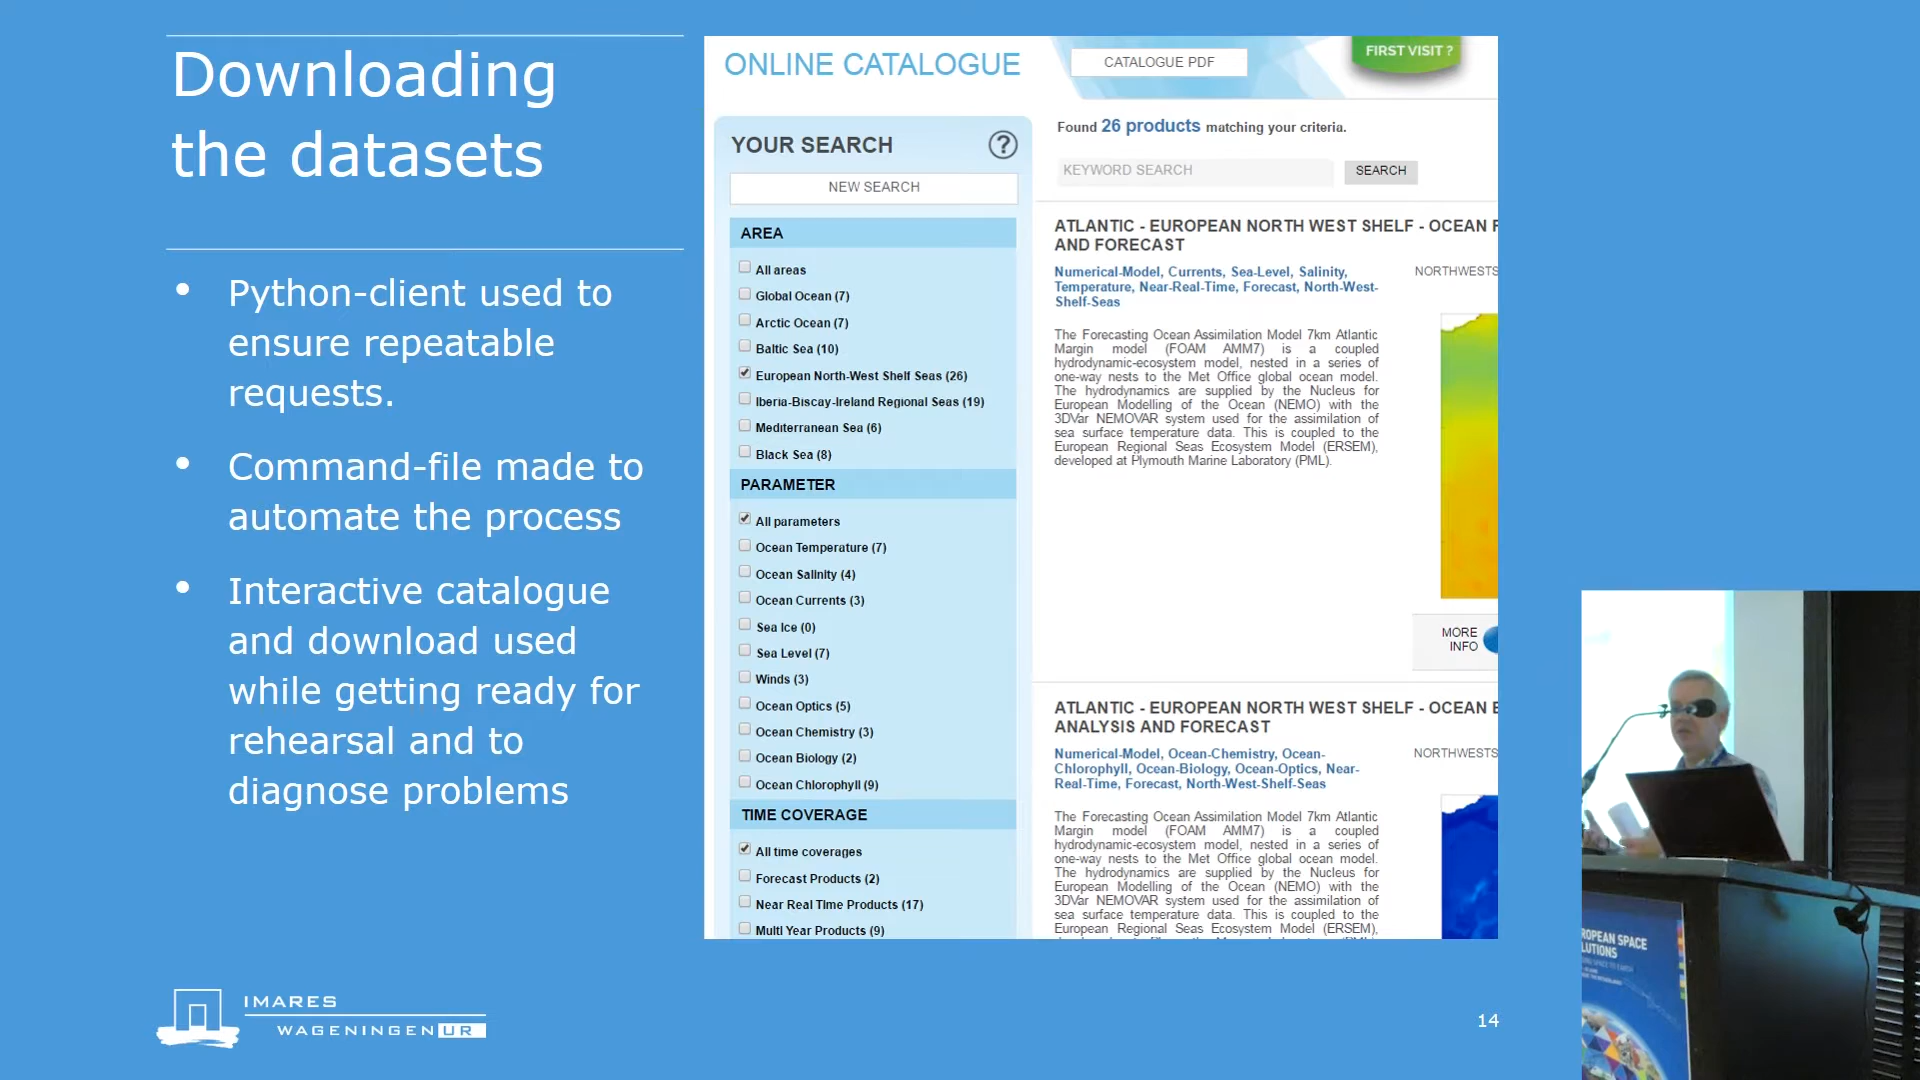 Downloading
the datasets
• Python-client used to
ensure repeatable
requests.
• Command-file made to
automate the process
• Interactive catalogue
and download used
while getting ready for
rehearsal and to
diagnose problems
IMARES
WAGENINGEN UR
ONLINE CATALOGUE
CATALOGUE PDF
FIRST VISIT ?
YOUR SEARCH
?
NEW SEARCH
AREA
All areas
Global Ocean (7)
Arctic Ocean (7)
Baltic Sea (10)
European North-West Shelf Seas (26)
Iberia-Biscay-Ireland Regional Seas (19)
Mediterranean Sea (6)
Black Sea (8)
PARAMETER
All parameters
Ocean Temperature (7)
Ocean Salinity (4)
Ocean Currents (3)
Sea Ice (0)
Sea Level (7)
Winds (3)
Ocean Optics (5)
Ocean Chemistry (3)
Ocean Biology (2)
Ocean Chlorophyll (9)
TIME COVERAGE
All time coverages
Forecast Products (2)
Near Real Time Products (17)
Multi Year Products (9)
Found 26 products matching your criteria.
KEYWORD SEARCH
SEARCH
ATLANTIC - EUROPEAN NORTH WEST SHELF - OCEAN
AND FORECAST
Numerical-Model, Currents, Sea-Level, Salinity,
Temperature, Near-Real-Time, Forecast, North-West-
Shelf-Seas
NORTHWESTS
The Forecasting Ocean Assimilation Model 7km Atlantic
Margin model (FOAM AMM7) is a coupled
hydrodynamic-ecosystem model, nested in a series of
one-way nests to the Met Office global ocean model.
The hydrodynamics are supplied by the Nucleus for
European Modelling of the Ocean (NEMO) with the
3DVar NEMOVAR system used for the assimilation of
sea surface temperature data. This is coupled to the
European Regional Seas Ecosystem Model (ERSEM),
developed at Plymouth Marine Laboratory (PML).
MORE
INFO
ATLANTIC - EUROPEAN NORTH WEST SHELF - OCEAN
ANALYSIS AND FORECAST
Numerical-Model, Ocean-Chemistry, Ocean-
Chlorophyll, Ocean-Biology, Ocean-Optics, Near-
Real-Time, Forecast, North-West-Shelf-Seas
NORTHWESTS
The Forecasting Ocean Assimilation Model 7km Atlantic
Margin model (FOAM AMM7) is a coupled
hydrodynamic-ecosystem model, nested in a series of
one-way nests to the Met Office global ocean model.
The hydrodynamics are supplied by the Nucleus for
European Modelling of the Ocean (NEMO) with the
3DVar NEMOVAR system used for the assimilation of
sea surface temperature data. This is coupled to the
European Regional Seas Ecosystem Model (ERSEM),
14
ROPEAN SPACE
LUTIONS